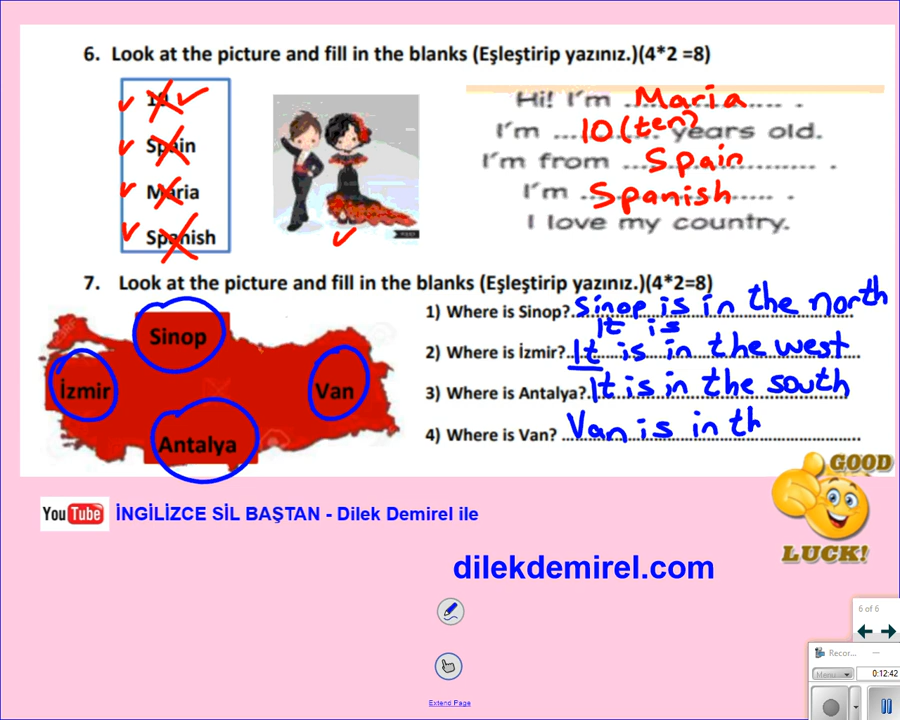 6. Look at the picture and fill in the blanks (Eşleştirip yazınız.)(4*2 =8)
10
Spain
Maria
Spanish
Hi! I'm ... Maria ... .
I'm ... 10 (ten) years old.
I'm from ... Spain ... .
I'm ... Spanish ... .
I love my country.
7. Look at the picture and fill in the blanks (Eşleştirip yazınız.)(4*2=8)
Sinop
İzmir
Van
Antalya
1) Where is Sinop? Sinop is in the north
It is
2) Where is İzmir? It is in the west
3) Where is Antalya? It is in the south
4) Where is Van? Van is in th
GOOD
LUCK!
YouTube İNGİLİZCE SİL BAŞTAN - Dilek Demirel ile
dilekdemirel.com
6 of 6
Recor...
Menu
0:12:42
Extend Page